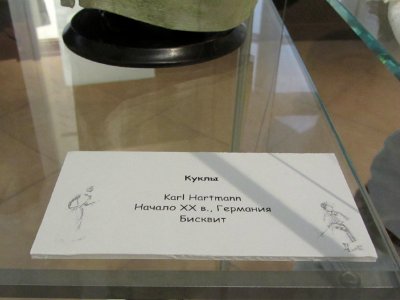 Куклы
Karl Hartmann
Начало XX в., Германия
Бисквит